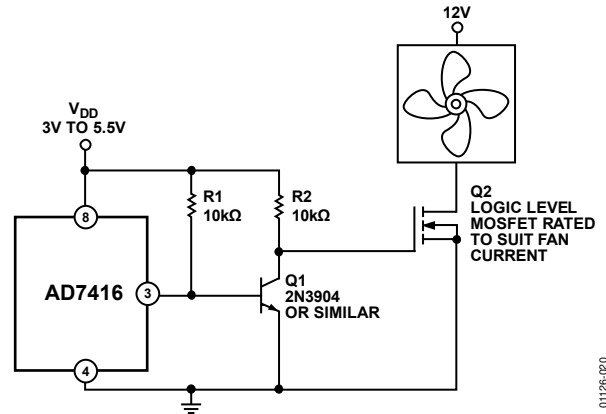 12V
VDD
3V TO 5.5V
R1
10kΩ
R2
10kΩ
Q2
LOGIC LEVEL
MOSFET RATED
TO SUIT FAN
CURRENT
8
AD7416
3
Q1
2N3904
OR SIMILAR
4
01126-020